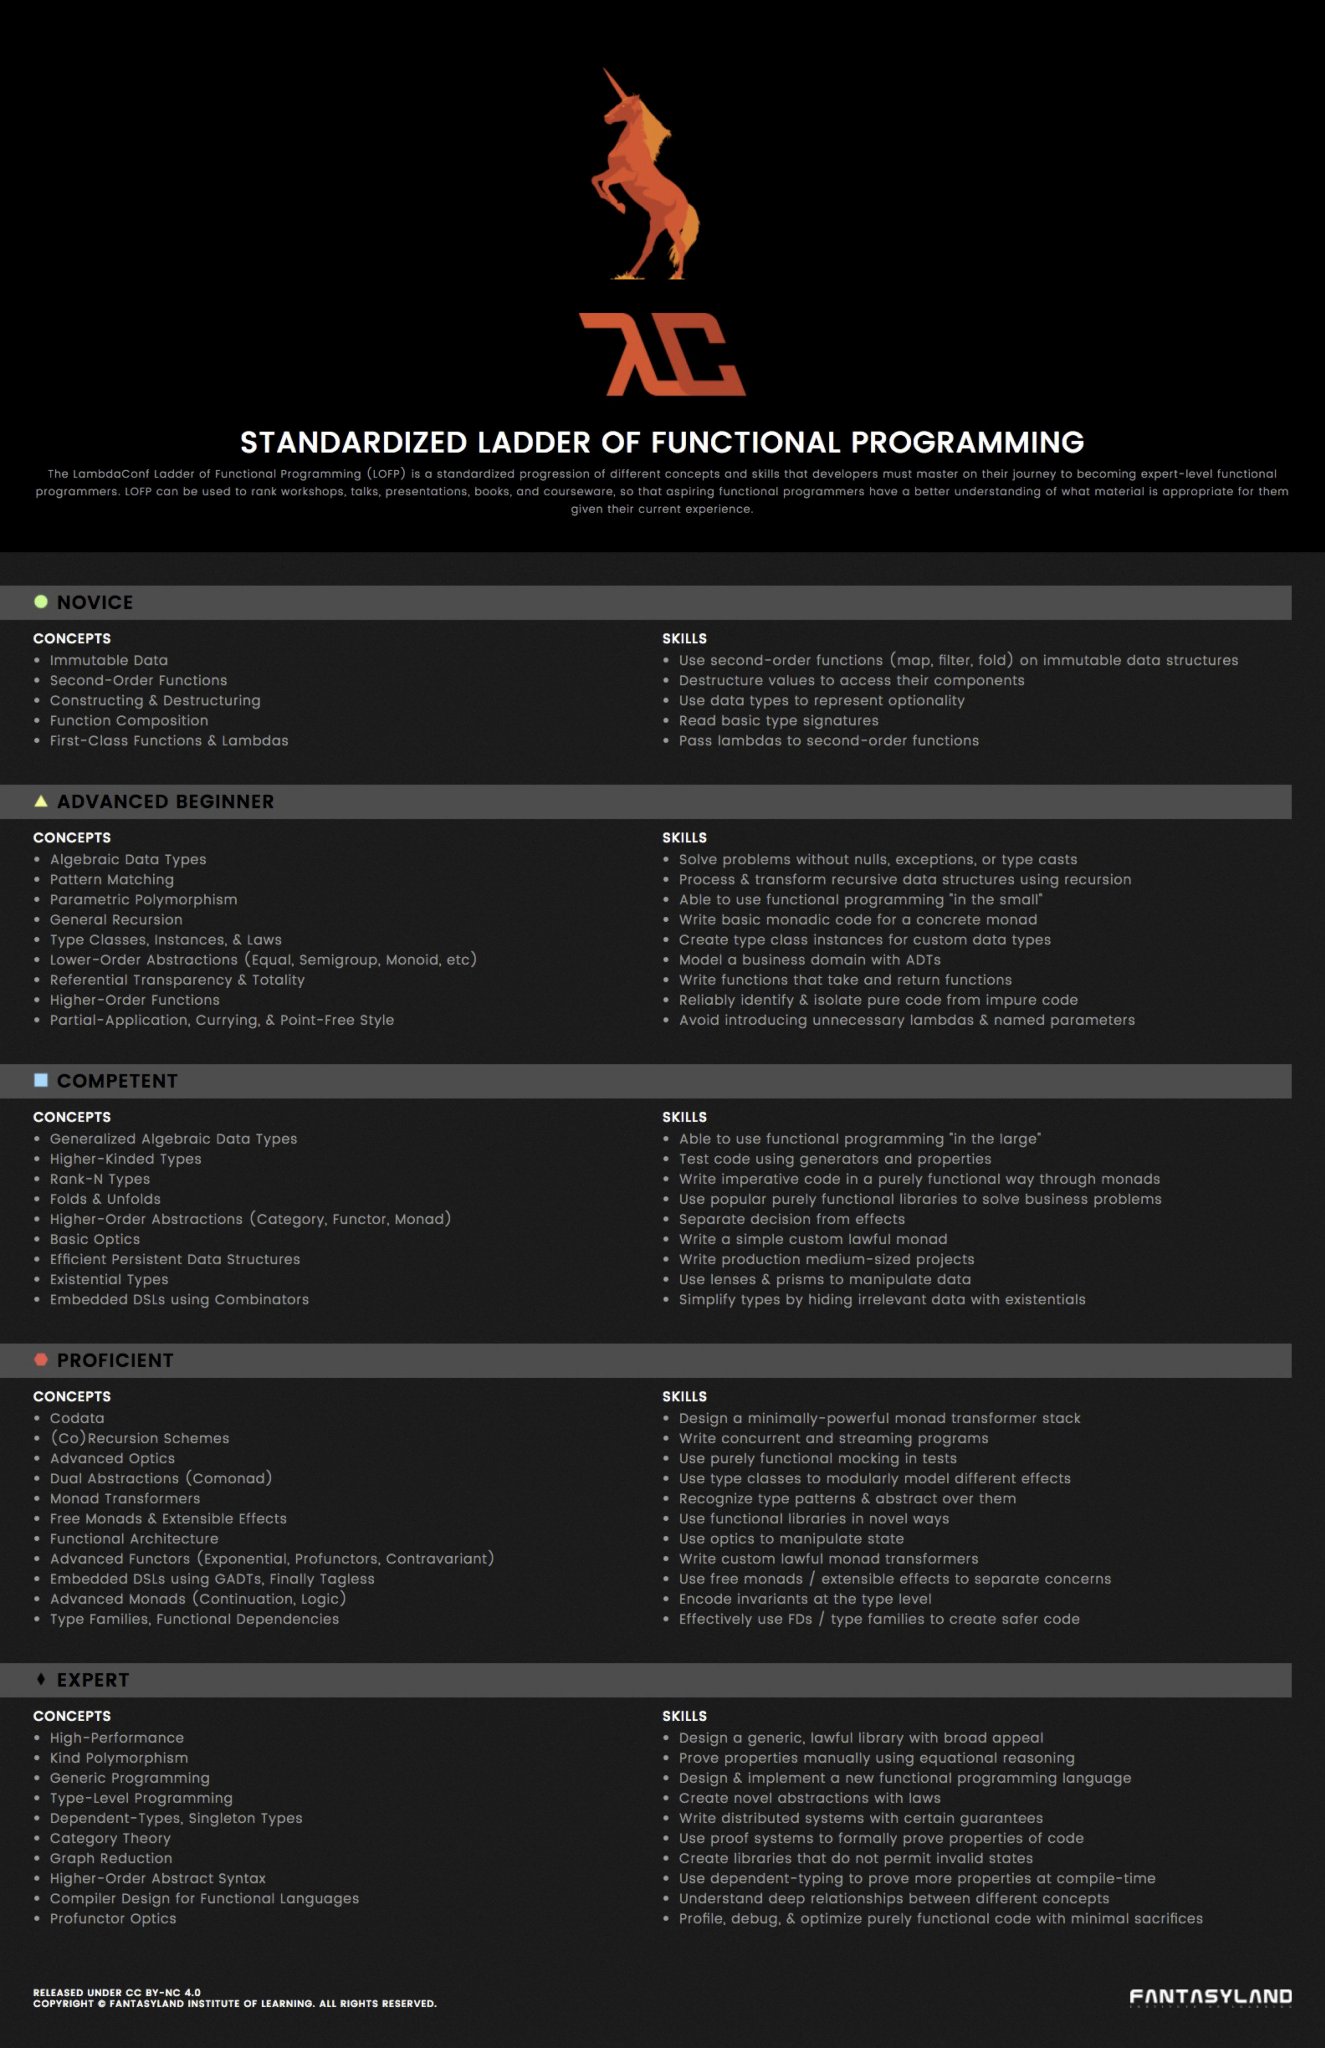 λC
STANDARDIZED LADDER OF FUNCTIONAL PROGRAMMING
The LambdaConf Ladder of Functional Programming (LOFP) is a standardized progression of different concepts and skills that developers must master on their journey to becoming expert-level functional
programmers. LOFP can be used to rank workshops, talks, presentations, books, and courseware, so that aspiring functional programmers have a better understanding of what material is appropriate for them
given their current experience.
NOVICE
CONCEPTS
• Immutable Data
• Second-Order Functions
• Constructing & Destructuring
• Function Composition
• First-Class Functions & Lambdas
SKILLS
• Use second-order functions (map, filter, fold) on immutable data structures
• Destructure values to access their components
• Use data types to represent optionality
• Read basic type signatures
• Pass lambdas to second-order functions
ADVANCED BEGINNER
CONCEPTS
• Algebraic Data Types
• Pattern Matching
• Parametric Polymorphism
• General Recursion
• Type Classes, Instances, & Laws
• Lower-Order Abstractions (Equal, Semigroup, Monoid, etc)
• Referential Transparency & Totality
• Higher-Order Functions
• Partial-Application, Currying, & Point-Free Style
SKILLS
• Solve problems without nulls, exceptions, or type casts
• Process & transform recursive data structures using recursion
• Able to use functional programming "in the small"
• Write basic monadic code for a concrete monad
• Create type class instances for custom data types
• Model a business domain with ADTs
• Write functions that take and return functions
• Reliably identify & isolate pure code from impure code
• Avoid introducing unnecessary lambdas & named parameters
COMPETENT
CONCEPTS
• Generalized Algebraic Data Types
• Higher-Kinded Types
• Rank-N Types
• Folds & Unfolds
• Higher-Order Abstractions (Category, Functor, Monad)
• Basic Optics
• Efficient Persistent Data Structures
• Existential Types
• Embedded DSLs using Combinators
SKILLS
• Able to use functional programming "in the large"
• Test code using generators and properties
• Write imperative code in a purely functional way through monads
• Use popular purely functional libraries to solve business problems
• Separate decision from effects
• Write a simple custom lawful monad
• Write production medium-sized projects
• Use lenses & prisms to manipulate data
• Simplify types by hiding irrelevant data with existentials
PROFICIENT
CONCEPTS
• Codata
• (Co)Recursion Schemes
• Advanced Optics
• Dual Abstractions (Comonad)
• Monad Transformers
• Free Monads & Extensible Effects
• Functional Architecture
• Advanced Functors (Exponential, Profunctors, Contravariant)
• Embedded DSLs using GADTs, Finally Tagless
• Advanced Monads (Continuation, Logic)
• Type Families, Functional Dependencies
SKILLS
• Design a minimally-powerful monad transformer stack
• Write concurrent and streaming programs
• Use purely functional mocking in tests
• Use type classes to modularly model different effects
• Recognize type patterns & abstract over them
• Use functional libraries in novel ways
• Use optics to manipulate state
• Write custom lawful monad transformers
• Use free monads / extensible effects to separate concerns
• Encode invariants at the type level
• Effectively use FDs / type families to create safer code
EXPERT
CONCEPTS
• High-Performance
• Kind Polymorphism
• Generic Programming
• Type-Level Programming
• Dependent-Types, Singleton Types
• Category Theory
• Graph Reduction
• Higher-Order Abstract Syntax
• Compiler Design for Functional Languages
• Profunctor Optics
SKILLS
• Design a generic, lawful library with broad appeal
• Prove properties manually using equational reasoning
• Design & implement a new functional programming language
• Create novel abstractions with laws
• Write distributed systems with certain guarantees
• Use proof systems to formally prove properties of code
• Create libraries that do not permit invalid states
• Use dependent-typing to prove more properties at compile-time
• Understand deep relationships between different concepts
• Profile, debug, & optimize purely functional code with minimal sacrifices
RELEASED UNDER CC BY-NC 4.0
COPYRIGHT © FANTASYLAND INSTITUTE OF LEARNING. ALL RIGHTS RESERVED.
FANTASYLAND